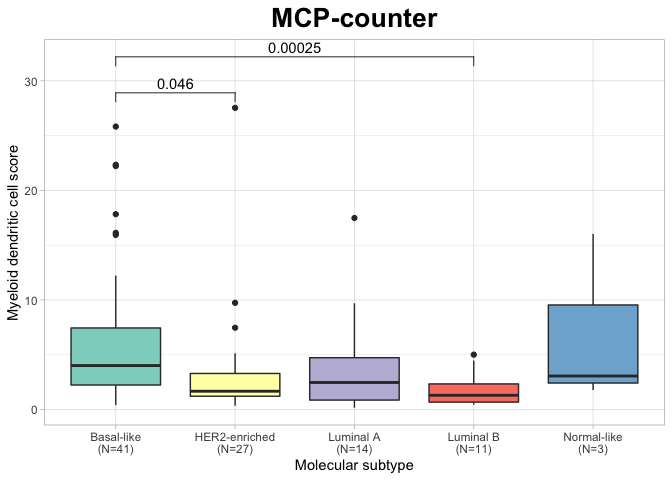 MCP-counter
0.00025
0.046
30
20
10
0
Myeloid dendritic cell score
Basal-like
(N=41)
HER2-enriched
(N=27)
Luminal A
(N=14)
Luminal B
(N=11)
Normal-like
(N=3)
Molecular subtype